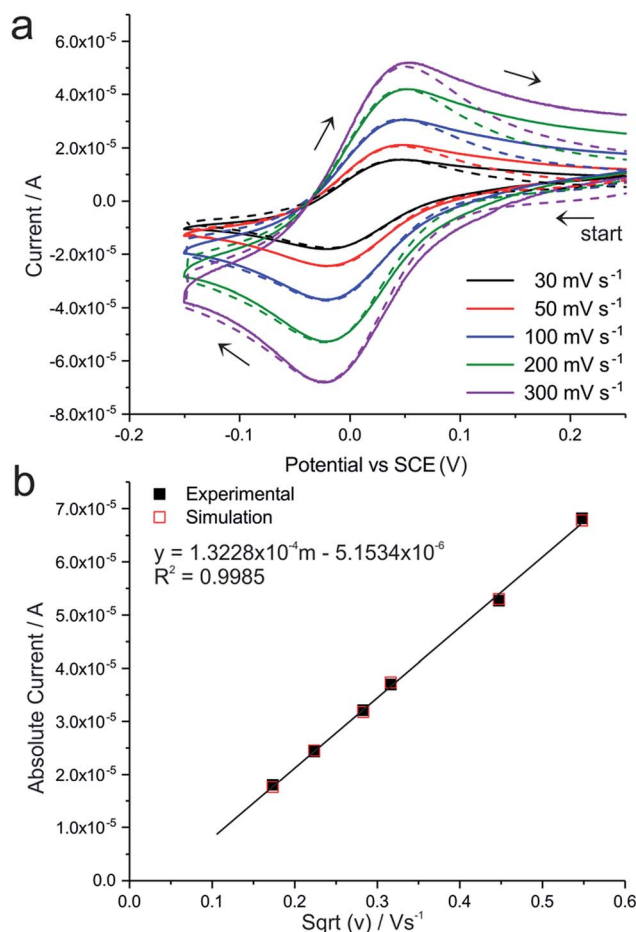 a
6.0x10⁻⁵
4.0x10⁻⁵
2.0x10⁻⁵
0.0
-2.0x10⁻⁵
-4.0x10⁻⁵
-6.0x10⁻⁵
-8.0x10⁻⁵
Current / A
start
30 mV s⁻¹
50 mV s⁻¹
100 mV s⁻¹
200 mV s⁻¹
300 mV s⁻¹
-0.2 -0.1 0.0 0.1 0.2
Potential vs SCE (V)
b
Experimental
Simulation
y = 1.3228x10⁻⁴m - 5.1534x10⁻⁶
R² = 0.9985
7.0x10⁻⁵
6.0x10⁻⁵
5.0x10⁻⁵
4.0x10⁻⁵
3.0x10⁻⁵
2.0x10⁻⁵
1.0x10⁻⁵
0.0
Absolute Current / A
0.0 0.1 0.2 0.3 0.4 0.5 0.6
Sqrt (v) / Vs⁻¹